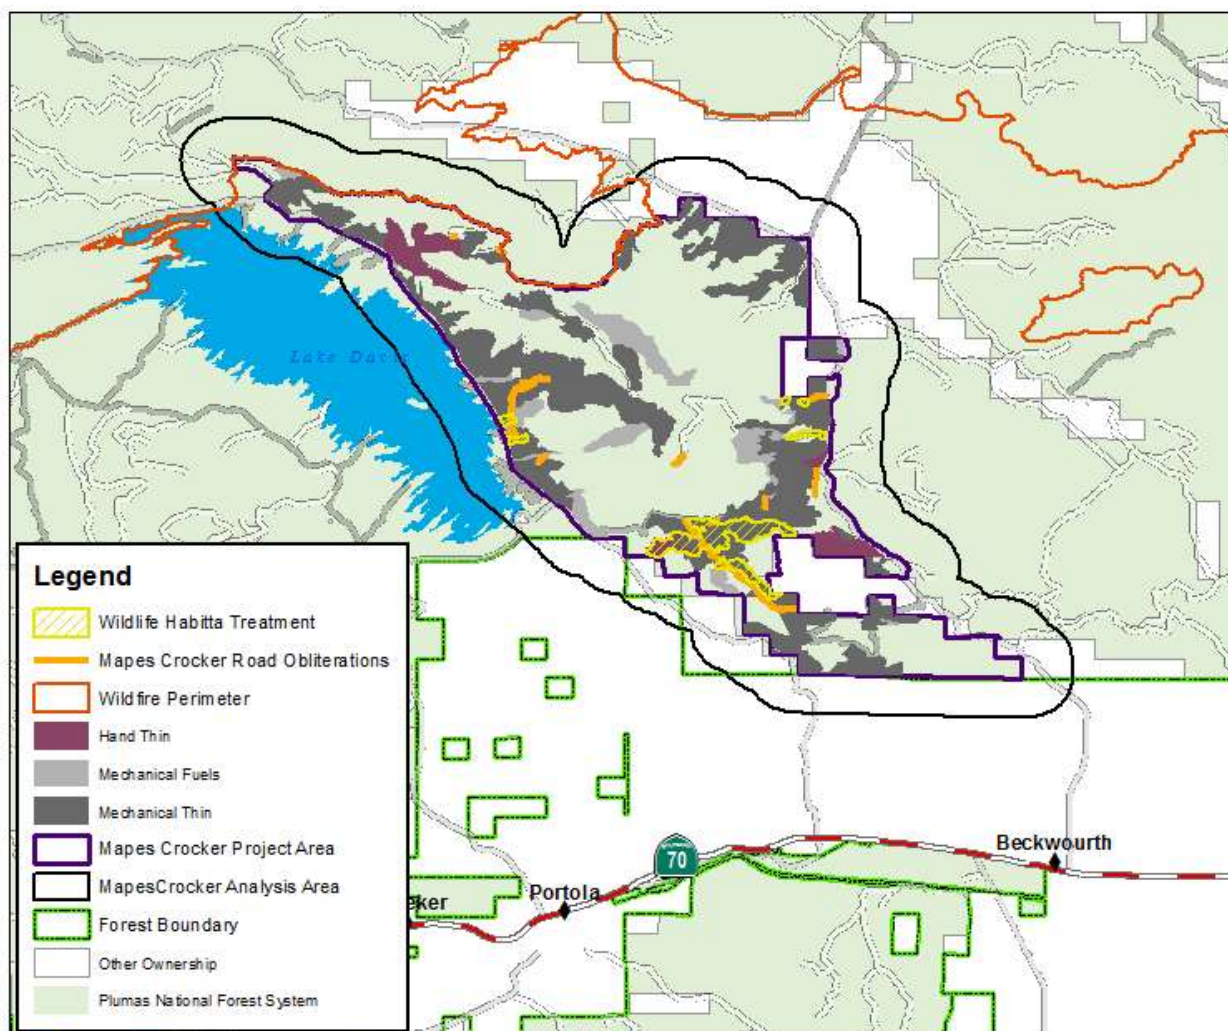 Lake Davis
Legend
Wildlife Habitta Treatment
Mapes Crocker Road Obliterations
Wildfire Perimeter
Hand Thin
Mechanical Fuels
Mechanical Thin
Mapes Crocker Project Area
MapesCrocker Analysis Area
Forest Boundary
Other Ownership
Plumas National Forest System
70
Beckwourth
Portola
eker